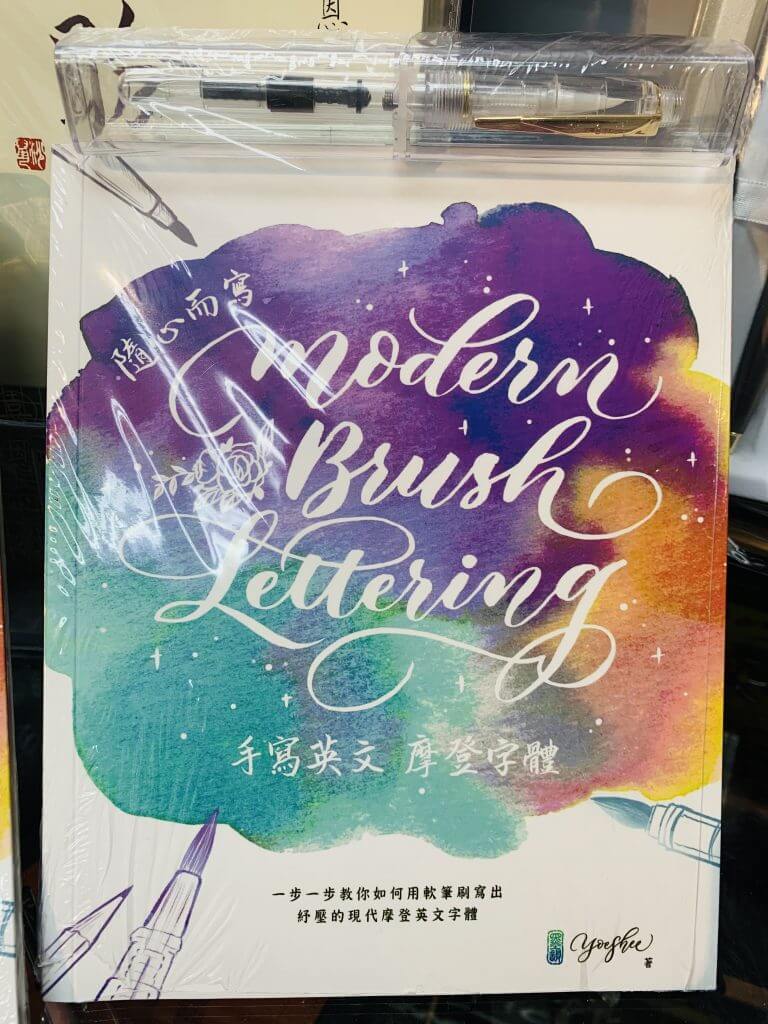 隨心而寫
Modern
Brush
Lettering
手寫英文 摩登字體
一步一步教你如何用軟筆刷寫出
紓壓的現代摩登英文字體
yoeshee
著